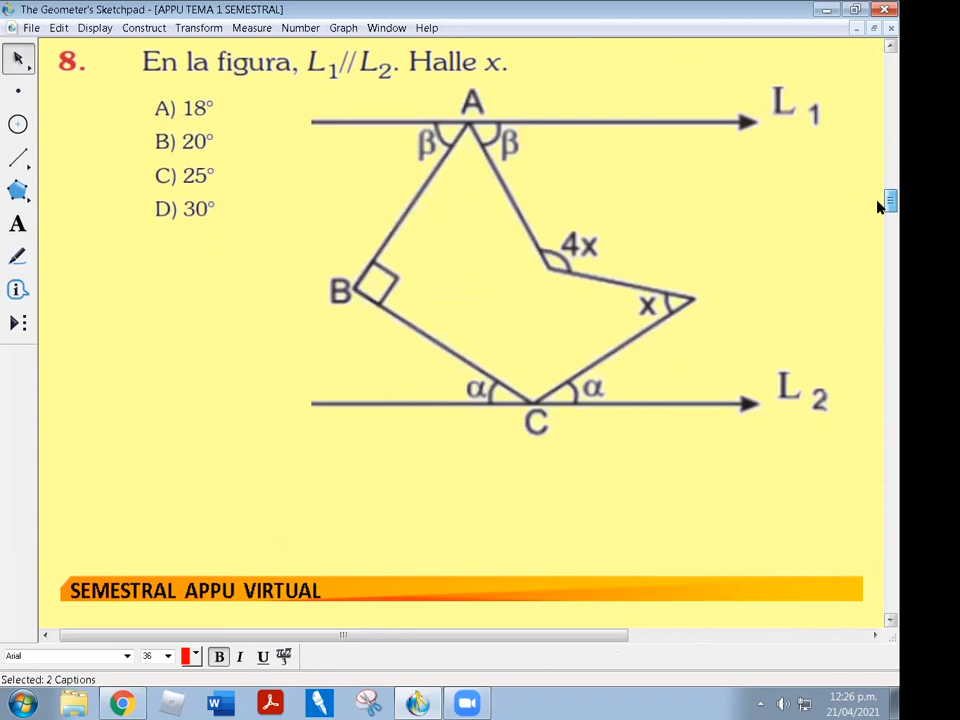 The Geometer's Sketchpad - [APPU TEMA 1 SEMESTRAL]
File Edit Display Construct Transform Measure Number Graph Window Help
8. En la figura, L1//L2. Halle x.
A) 18°
B) 20°
C) 25°
D) 30°
A
L 1
β β
4x
B
x
α α
L 2
C
SEMESTRAL APPU VIRTUAL
Arial 36 B I U
Selected: 2 Captions
12:26 p.m.
21/04/2021